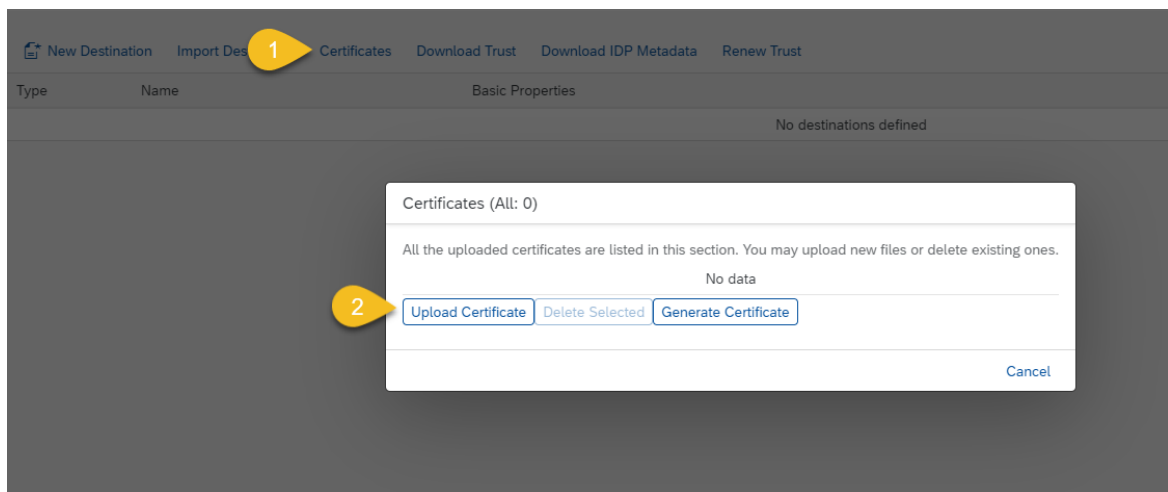 New Destination Import Des 1 Certificates Download Trust Download IDP Metadata Renew Trust
Type Name Basic Properties
No destinations defined
Certificates (All: 0)
All the uploaded certificates are listed in this section. You may upload new files or delete existing ones.
No data
2 Upload Certificate Delete Selected Generate Certificate
Cancel